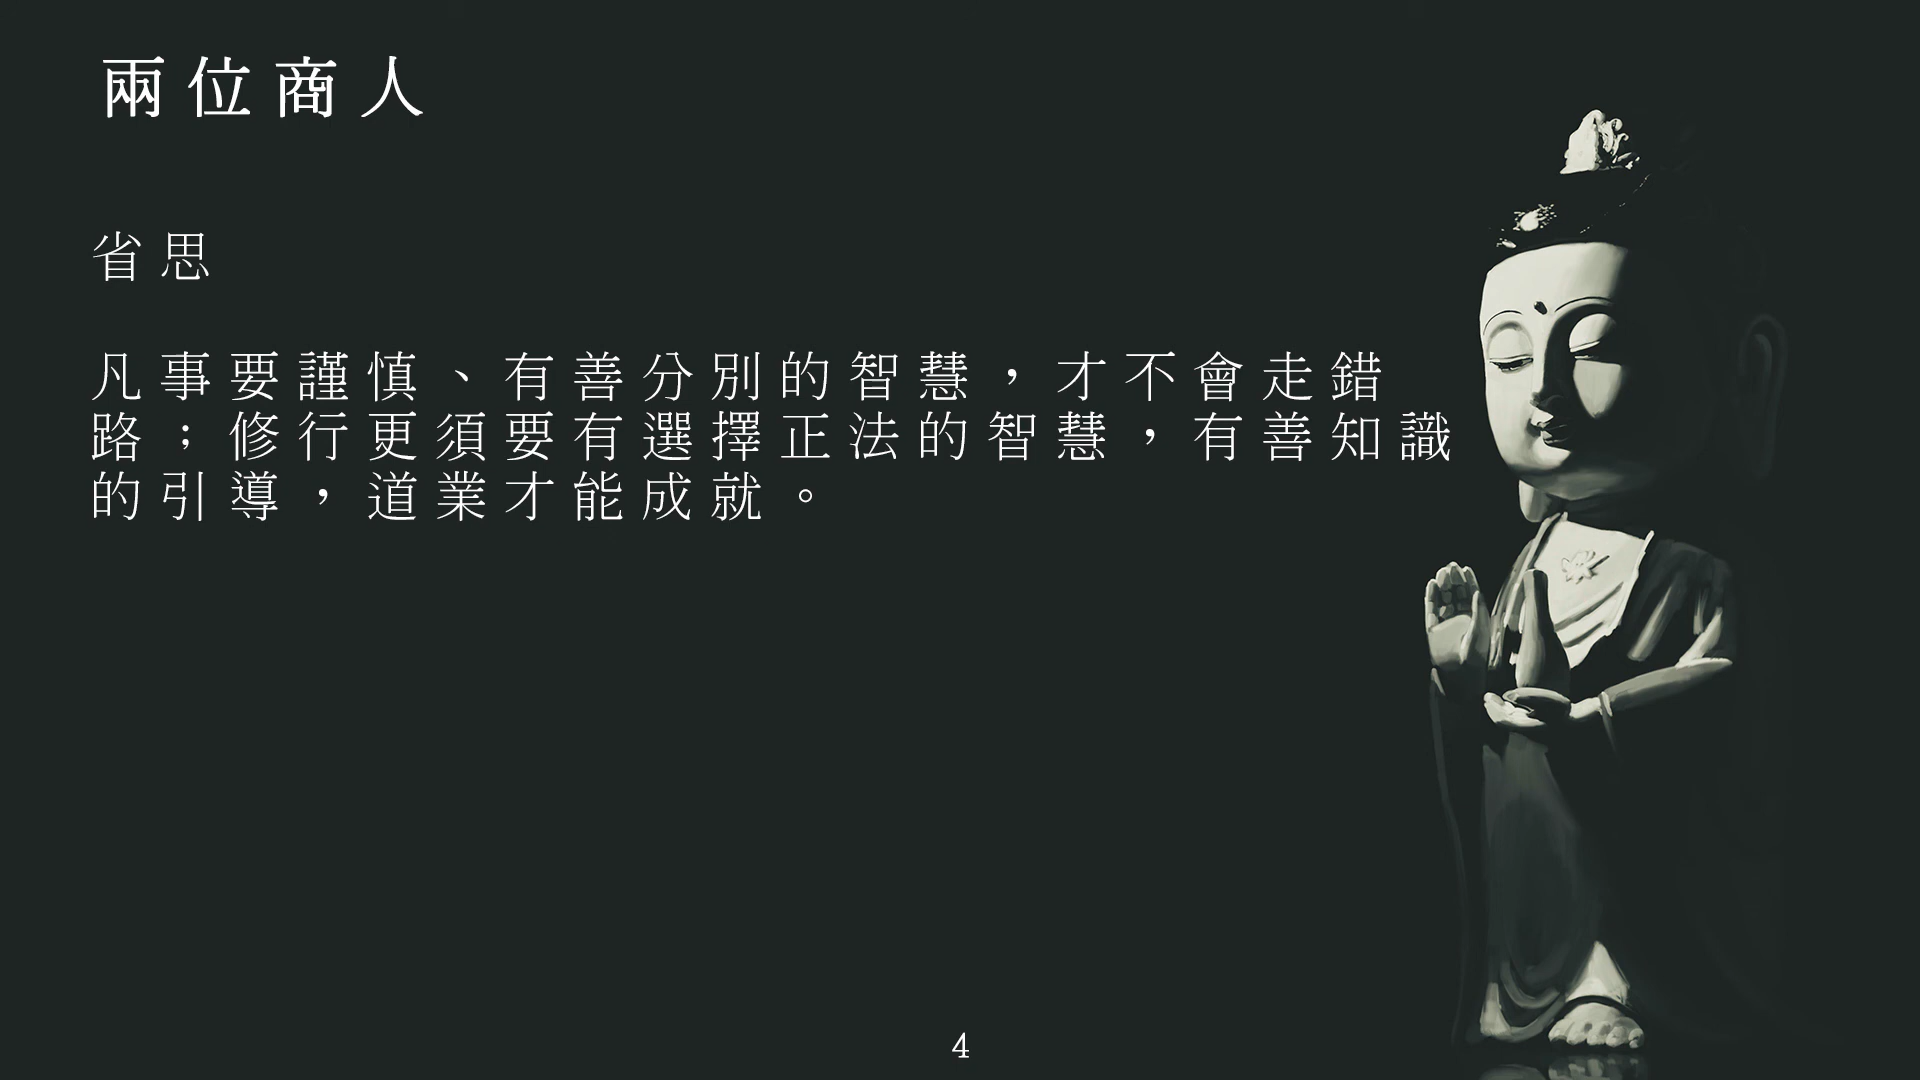 兩位商人
省思
凡事要謹慎、有善分別的智慧，才不會走錯
路；修行更須要有選擇正法的智慧，有善知識
的引導，道業才能成就。
4